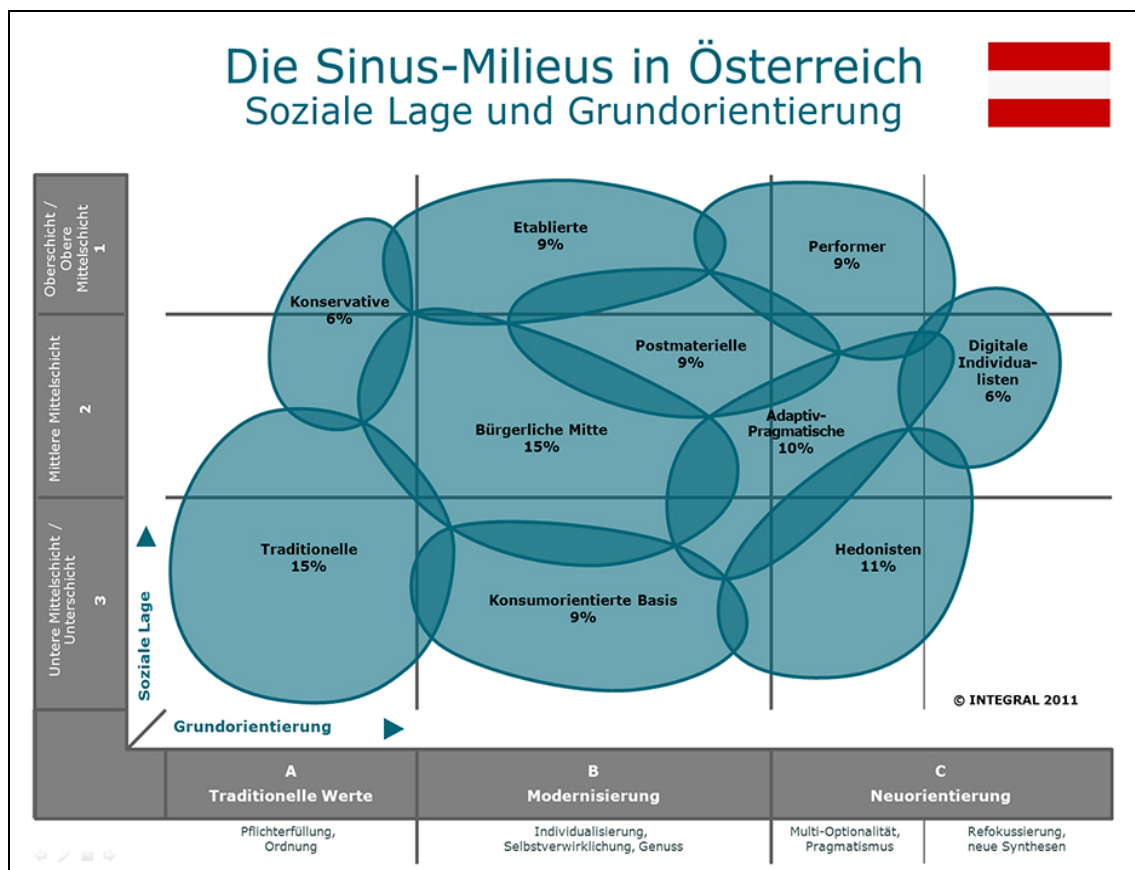 Die Sinus-Milieus in Österreich
Soziale Lage und Grundorientierung
Oberschicht /
Obere
Mittelschicht
1
Mittlere Mittelschicht
2
Untere Mittelschicht /
Unterschicht
3
Soziale Lage
Etablierte
9%
Performer
9%
Konservative
6%
Postmaterielle
9%
Digitale
Individua-
listen
6%
Bürgerliche Mitte
15%
Adaptiv-
Pragmatische
10%
Traditionelle
15%
Hedonisten
11%
Konsumorientierte Basis
9%
© INTEGRAL 2011
Grundorientierung
A
Traditionelle Werte
B
Modernisierung
C
Neuorientierung
Pflichterfüllung,
Ordnung
Individualisierung,
Selbstverwirklichung, Genuss
Multi-Optionalität,
Pragmatismus
Refokussierung,
neue Synthesen